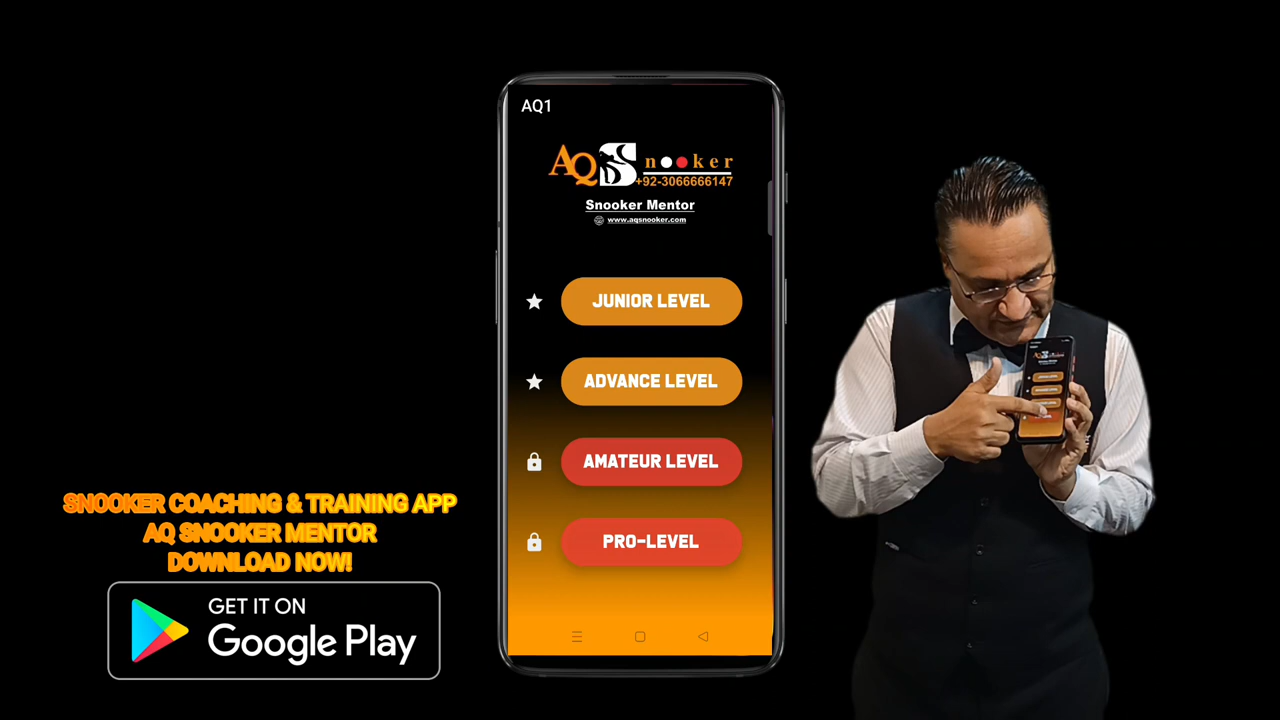 AQ1
AQ Snooker
+92-3066666147
Snooker Mentor
www.aqsnooker.com
JUNIOR LEVEL
ADVANCE LEVEL
AMATEUR LEVEL
PRO-LEVEL
SNOOKER COACHING & TRAINING APP
AQ SNOOKER MENTOR
DOWNLOAD NOW!
GET IT ON
Google Play